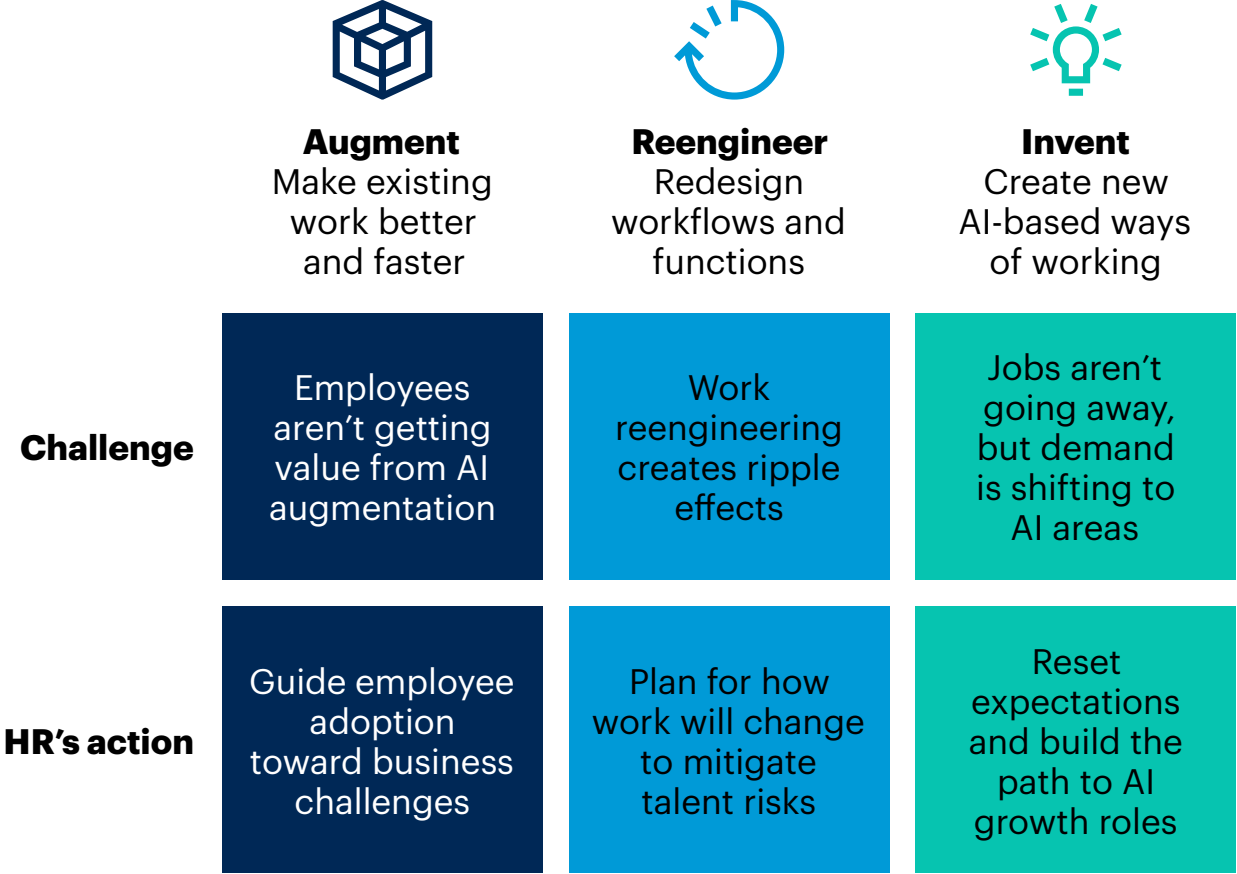 Augment
Make existing
work better
and faster
Reengineer
Redesign
workflows and
functions
Invent
Create new
AI-based ways
of working
Challenge
Employees
aren’t getting
value from AI
augmentation
Work
reengineering
creates ripple
effects
Jobs aren’t
going away,
but demand
is shifting to
AI areas
HR’s action
Guide employee
adoption
toward business
challenges
Plan for how
work will change
to mitigate
talent risks
Reset
expectations
and build the
path to AI
growth roles